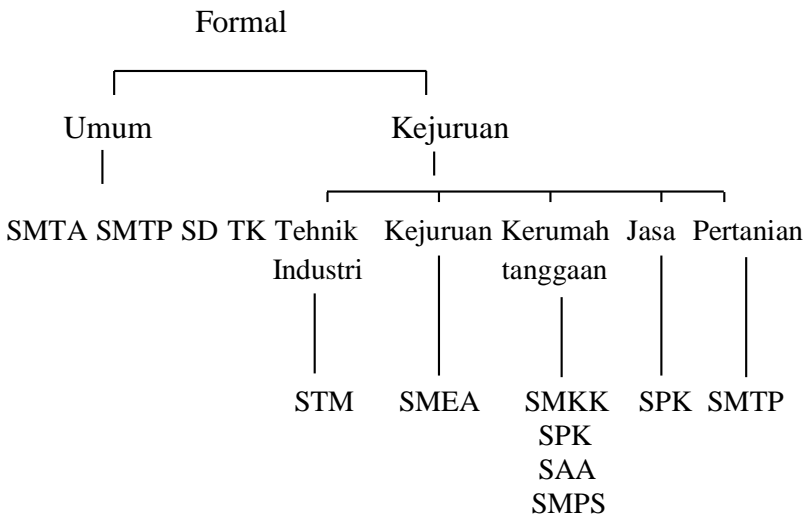 Formal
Umum Kejuruan
SMTA SMTP SD TK Tehnik Kejuruan Kerumah Jasa Pertanian
Industri tanggaan
STM SMEA SMKK SPK SMTP
SPK
SAA
SMPS